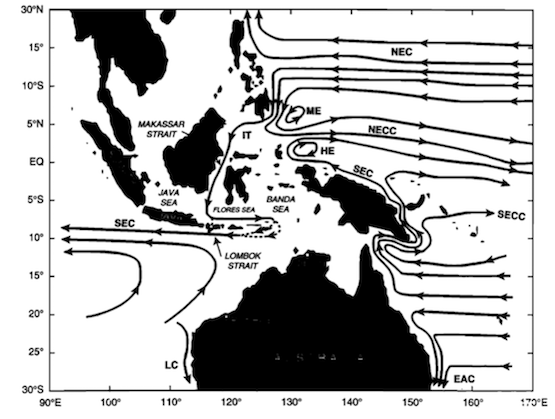 30°N
15°
10°S
5°N
EQ
5°S
10°
15°
20°
25°
30°S
90°E
100°
110°
120°
130°
140°
150°
160°
170°E
NEC
ME
MAKASSAR
STRAIT
IT
NECC
HE
SEC
JAVA
SEA
FLORES SEA
BANDA
SEA
SECC
SEC
LOMBOK
STRAIT
AUSTRALIA
LC
EAC